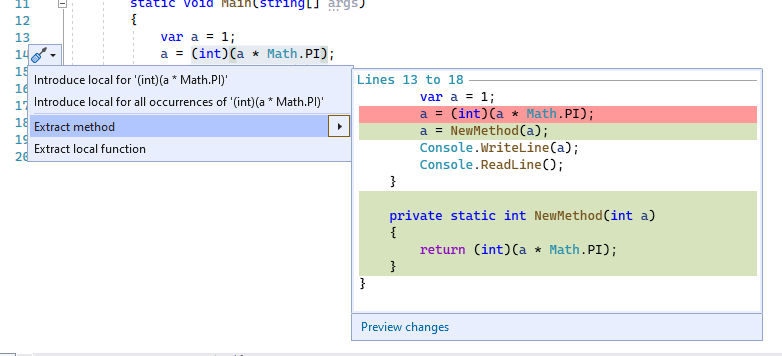 11 static void Main(string[] args)
12 {
13 var a = 1;
14 a = (int)(a * Math.PI);
15
Introduce local for '(int)(a * Math.PI)'
16
Introduce local for all occurrences of '(int)(a * Math.PI)'
17
18
Extract method
19
Extract local function
20
Lines 13 to 18
var a = 1;
a = (int)(a * Math.PI);
a = NewMethod(a);
Console.WriteLine(a);
Console.ReadLine();
}
private static int NewMethod(int a)
{
return (int)(a * Math.PI);
}
}
Preview changes